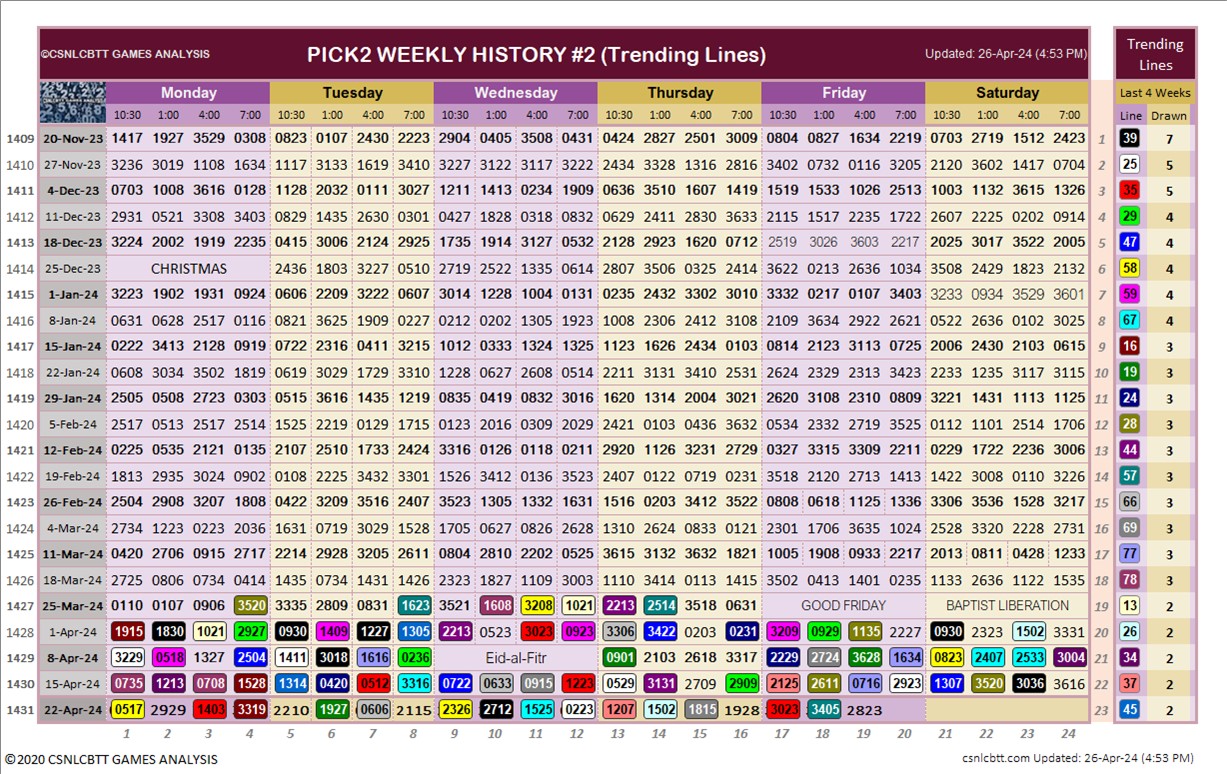 ©CSNLCBTT GAMES ANALYSIS PICK2 WEEKLY HISTORY #2 (Trending Lines) Updated: 26-Apr-24 (4:53 PM) Trending Lines
Monday Tuesday Wednesday Thursday Friday Saturday Last 4 Weeks
10:30 1:00 4:00 7:00 10:30 1:00 4:00 7:00 10:30 1:00 4:00 7:00 10:30 1:00 4:00 7:00 10:30 1:00 4:00 7:00 10:30 1:00 4:00 7:00 Line Drawn
1409 20-Nov-23 1417 1927 3529 0308 0823 0107 2430 2223 2904 0405 3508 0431 0424 2827 2501 3009 0804 0827 1634 2219 0703 2719 1512 2423 1 39 7
1410 27-Nov-23 3236 3019 1108 1634 1117 3133 1619 3410 3227 3122 3117 3222 2434 3328 1316 2816 3402 0732 0116 3205 2120 3602 1417 0704 2 25 5
1411 4-Dec-23 0703 1008 3616 0128 1128 2032 0111 3027 1211 1413 0234 1909 0636 3510 1607 1419 1519 1533 1026 2513 1003 1132 3615 1326 3 35 5
1412 11-Dec-23 2931 0521 3308 3403 0829 1435 2630 0301 0427 1828 0318 0832 0629 2411 2830 3633 2115 1517 2235 1722 2607 2225 0202 0914 4 29 4
1413 18-Dec-23 3224 2002 1919 2235 0415 3006 2124 2925 1735 1914 3127 0532 2128 2923 1620 0712 2519 3026 3603 2217 2025 3017 3522 2005 5 47 4
1414 25-Dec-23 CHRISTMAS 2436 1803 3227 0510 2719 2522 1335 0614 2807 3506 0325 2414 3622 0213 2636 1034 3508 2429 1823 2132 6 58 4
1415 1-Jan-24 3223 1902 1931 0924 0606 2209 3222 0607 3014 1228 1004 0131 0235 2432 2002 3010 3332 0217 0107 3403 3233 0934 3529 3601 7 59 4
1416 8-Jan-24 0631 0628 2517 0116 0821 3625 1909 0227 0212 0202 1305 1923 1008 2306 2412 3108 2109 3634 2922 2621 0522 2636 0102 3025 8 67 4
1417 15-Jan-24 0222 3413 2128 0919 0722 2316 0411 3215 1012 0333 1324 1325 1123 1626 2434 0103 0814 2123 3113 0725 2006 2430 2103 0615 9 16 3
1418 22-Jan-24 0608 3034 3502 1819 0619 3029 1729 3310 1228 0627 2608 0514 2211 3131 3410 2531 2634 2329 2313 3423 2233 1235 3117 3115 10 19 3
1419 29-Jan-24 2505 0508 2723 0303 0515 3616 1435 1219 0835 0419 0832 3016 1620 1314 2004 3021 2620 3108 2310 0809 3221 1431 1113 1125 11 24 3
1420 5-Feb-24 2517 0513 2517 2514 1525 2219 0129 1715 0123 2016 0309 2029 2421 0103 0436 3632 0534 2332 2719 3525 0112 1101 2514 1706 12 28 3
1421 12-Feb-24 0225 0535 2121 0135 2107 2510 1733 2424 3316 0126 0118 0211 2920 1126 3231 2729 0327 3315 3309 2211 0229 1722 2236 3006 13 44 3
1422 19-Feb-24 1813 2935 3024 0902 0108 2225 3432 3307 1526 3412 0136 3523 2407 0122 2719 0231 3518 2120 2713 1413 1422 3008 0110 3226 14 57 3
1423 26-Feb-24 2504 2908 3207 1808 0422 3209 3516 2407 3523 1305 1332 1631 1516 0203 3412 3522 0808 0618 1125 1336 3306 3536 1528 3217 15 66 3
1424 4-Mar-24 2734 1223 0223 2036 1631 0719 3029 1528 1705 0627 0826 2628 1310 2624 0833 0121 2301 1706 3635 1024 2528 3320 2228 2731 16 69 3
1425 11-Mar-24 0420 2706 0915 2717 2214 2928 3205 2611 0804 2810 2202 0525 3615 3132 3632 1821 1005 1908 0933 2217 2013 0811 0428 1233 17 77 3
1426 18-Mar-24 2725 0806 0734 0414 1435 0734 1431 1426 2323 1827 1109 3003 1110 3414 0113 1415 3502 0413 1401 0235 1133 2636 1122 1535 18 78 3
1427 25-Mar-24 0110 0107 0906 3520 3335 2809 0831 1623 3521 1608 3208 1021 2213 2514 3518 0631 GOOD FRIDAY BAPTIST LIBERATION 19 13 2
1428 1-Apr-24 1915 1830 1021 2927 0930 1409 1227 1305 2213 0523 3023 0923 3306 3422 0203 0231 3209 0929 1135 2227 0930 2323 1502 3331 20 26 2
1429 8-Apr-24 3229 0518 1327 2504 1411 3018 1616 0236 Eid-al-Fitr 0901 2103 2618 3317 2229 2724 3628 1634 0823 2407 2533 3004 21 34 2
1430 15-Apr-24 0735 1213 0708 1528 1314 0420 0512 3316 0722 0633 0915 1223 0529 3131 2709 2909 2125 2611 0716 2923 1307 3520 3036 3616 22 37 2
1431 22-Apr-24 0517 2929 1403 3319 2210 1927 0606 2115 2326 2712 1525 0223 1207 1502 1815 1928 3023 3405 2823 23 45 2
1 2 3 4 5 6 7 8 9 10 11 12 13 14 15 16 17 18 19 20 21 22 23 24
©2020 CSNLCBTT GAMES ANALYSIS csnlcbtt.com Updated: 26-Apr-24 (4:53 PM)